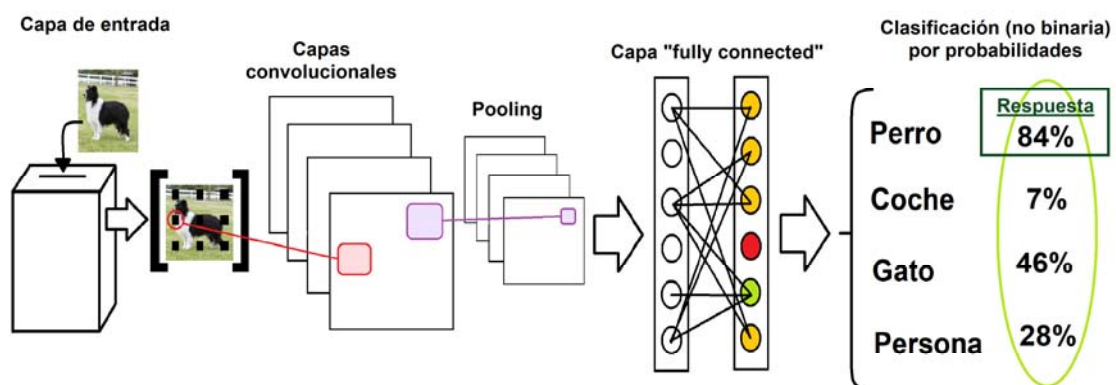 Capa de entrada
Capas
convolucionales
Pooling
Capa "fully connected"
Clasificación (no binaria)
por probabilidades
Respuesta
Perro 84%
Coche 7%
Gato 46%
Persona 28%